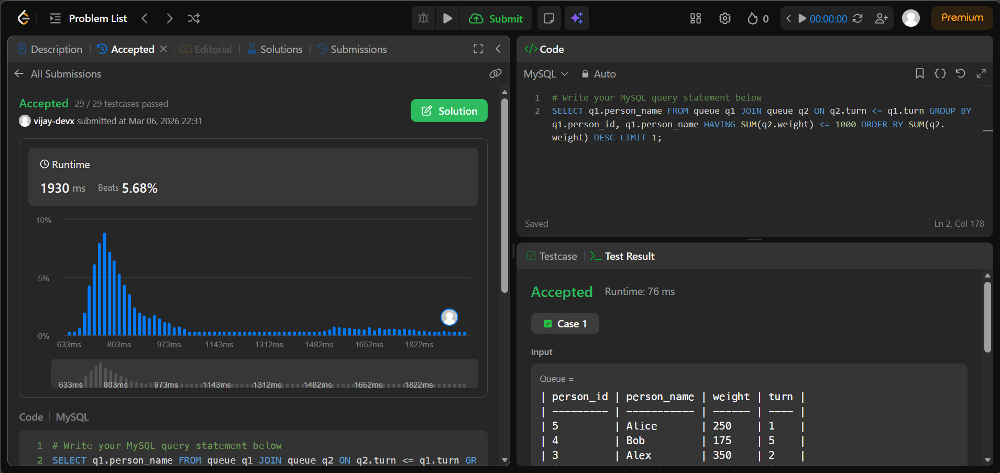 Problem List
Submit
0
00:00:00
Premium
Description
Accepted
Editorial
Solutions
Submissions
All Submissions
Accepted 29 / 29 testcases passed
vijay-devx submitted at Mar 06, 2026 22:31
Solution
Runtime
1930 ms Beats 5.68%
10%
5%
0%
633ms 803ms 973ms 1143ms 1312ms 1482ms 1652ms 1822ms
633ms 803ms 973ms 1143ms 1312ms 1482ms 1652ms 1822ms
Code MySQL
1 # Write your MySQL query statement below
2 SELECT q1.person_name FROM queue q1 JOIN queue q2 ON q2.turn <= q1.turn GR
</> Code
MySQL Auto
1 # Write your MySQL query statement below
2 SELECT q1.person_name FROM queue q1 JOIN queue q2 ON q2.turn <= q1.turn GROUP BY
q1.person_id, q1.person_name HAVING SUM(q2.weight) <= 1000 ORDER BY SUM(q2.
weight) DESC LIMIT 1;
Saved
Ln 2, Col 178
Testcase
Test Result
Accepted Runtime: 76 ms
Case 1
Input
Queue =
| person_id | person_name | weight | turn |
| --------- | ----------- | ------ | ---- |
| 5 | Alice | 250 | 1 |
| 4 | Bob | 175 | 5 |
| 3 | Alex | 350 | 2 |